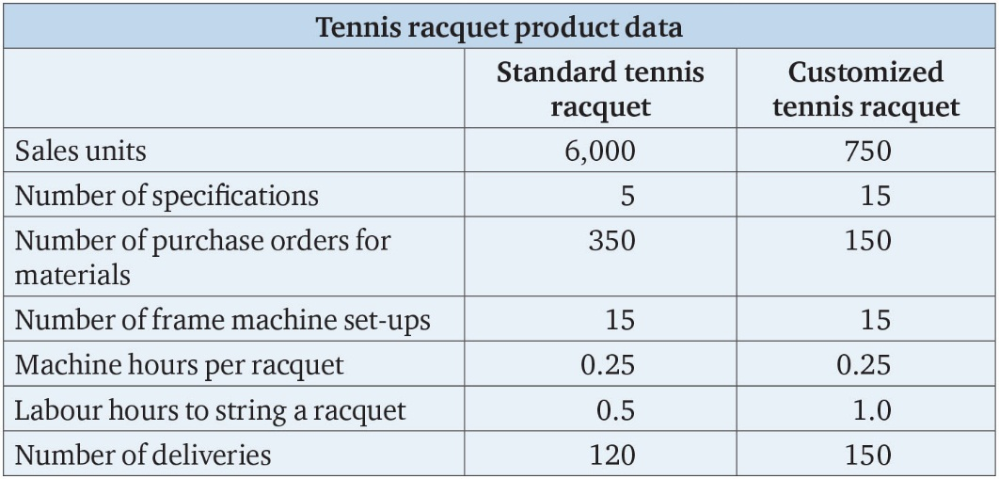 Tennis racquet product data
Standard tennis racquet Customized tennis racquet
Sales units 6,000 750
Number of specifications 5 15
Number of purchase orders for materials 350 150
Number of frame machine set-ups 15 15
Machine hours per racquet 0.25 0.25
Labour hours to string a racquet 0.5 1.0
Number of deliveries 120 150